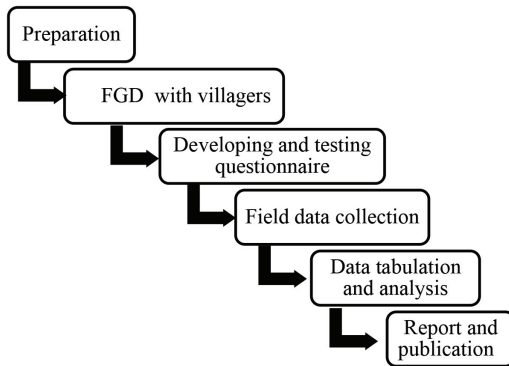 Preparation
FGD with villagers
Developing and testing
questionnaire
Field data collection
Data tabulation
and analysis
Report and
publication